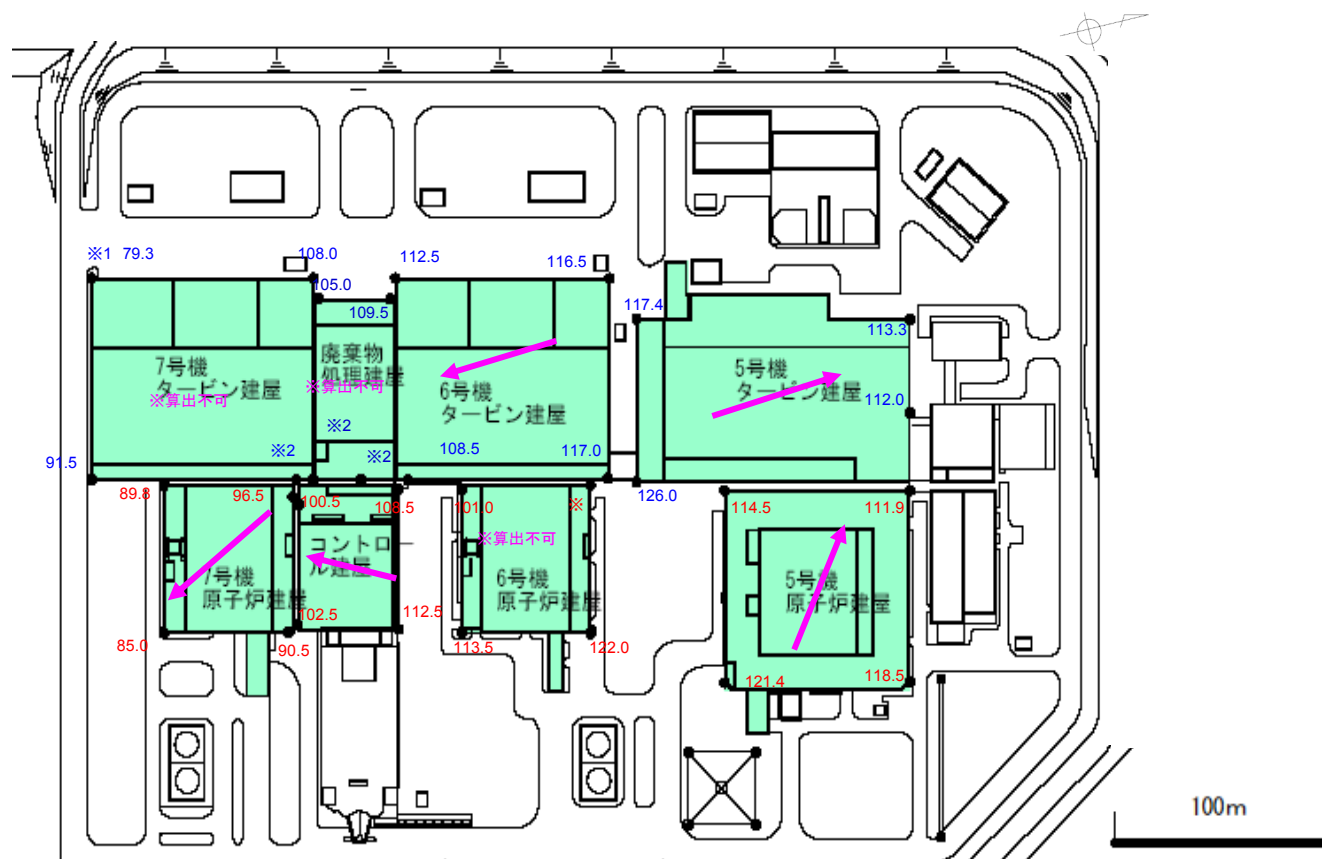 ※1 79.3
108.0
112.5
116.5
105.0
109.5
117.4
113.3
7号機
タービン建屋
※算出不可
廃棄物
処理建屋
※算出不可
6号機
タービン建屋
5号機
タービン建屋
112.0
※2
※2
※2
108.5
117.0
91.5
126.0
89.8
96.5
100.5
108.5
101.0
※
114.5
111.9
7号機
原子炉建屋
コントロー
ル建屋
※算出不可
6号機
原子炉建屋
5号機
原子炉建屋
102.5
112.5
85.0
90.5
113.5
122.0
121.4
118.5
100m